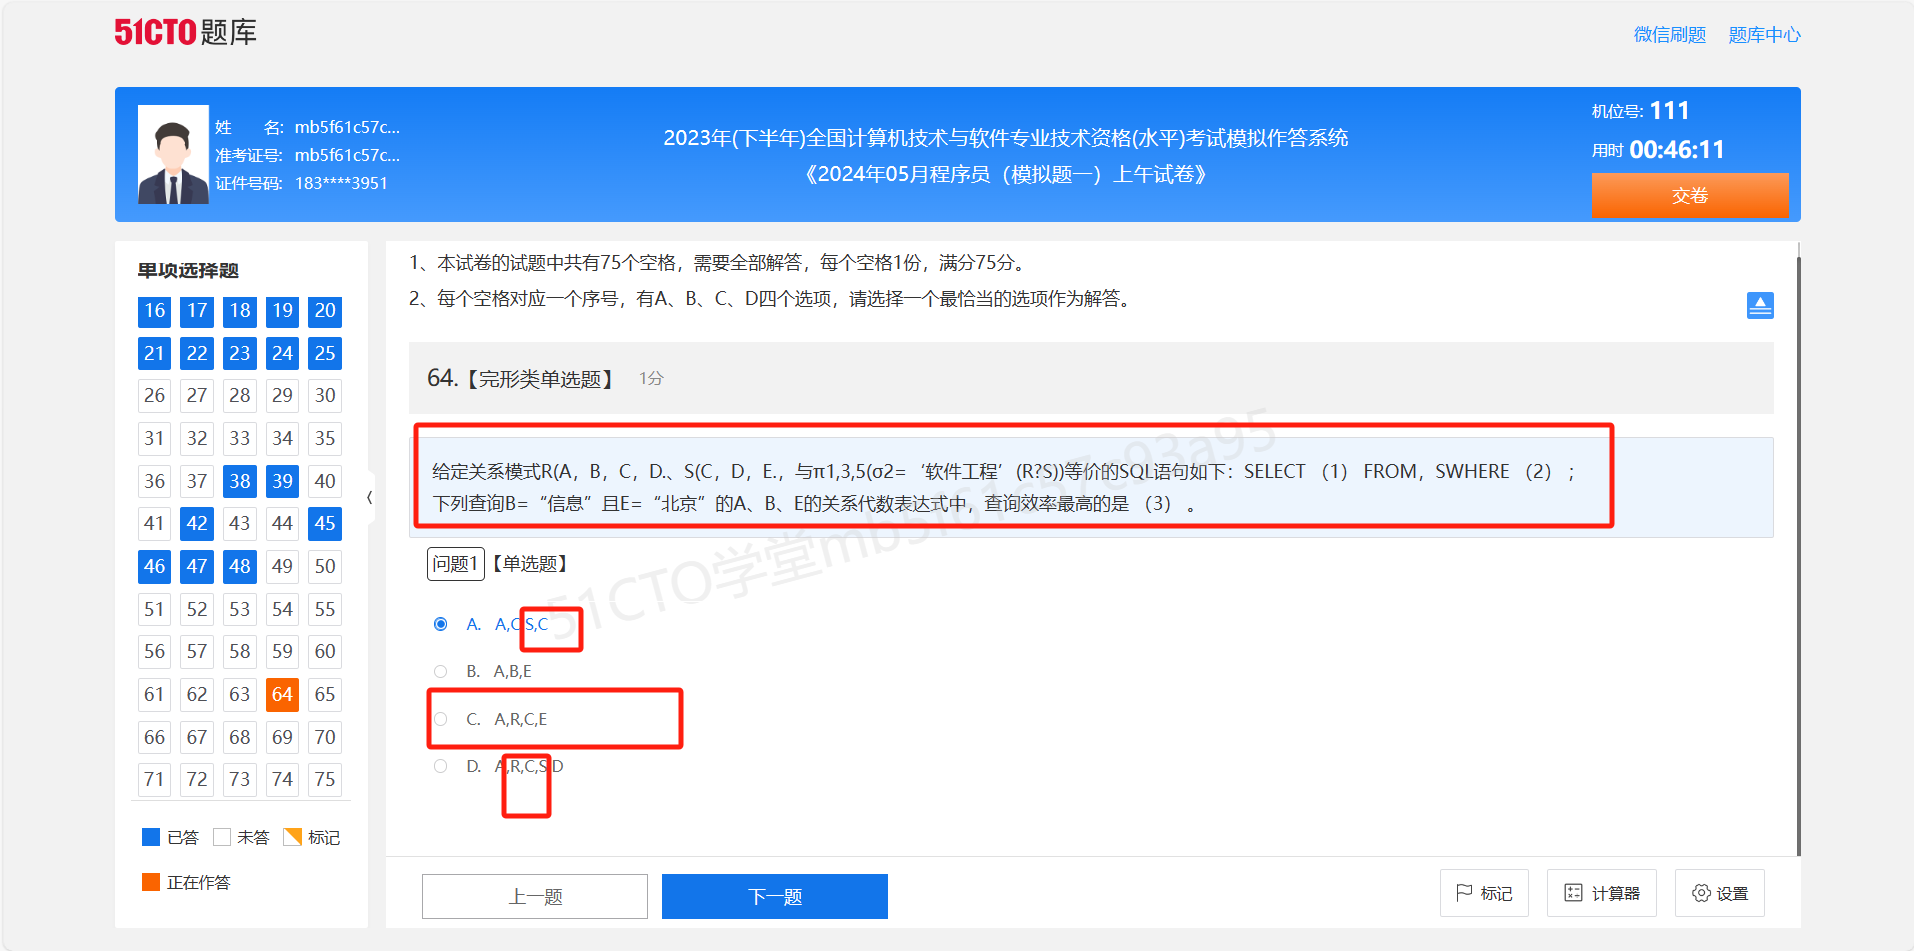 51CTO题库
微信刷题 题库中心
姓 名: mb5f61c57c...
准考证号: mb5f61c57c...
证件号码: 183****3951
2023年(下半年)全国计算机技术与软件专业技术资格(水平)考试模拟作答系统
《2024年05月程序员（模拟题一）上午试卷》
机位号: 111
用时 00:46:11
交卷
单项选择题
16 17 18 19 20
21 22 23 24 25
26 27 28 29 30
31 32 33 34 35
36 37 38 39 40
41 42 43 44 45
46 47 48 49 50
51 52 53 54 55
56 57 58 59 60
61 62 63 64 65
66 67 68 69 70
71 72 73 74 75
已答 未答 标记
正在作答
1、本试卷的试题中共有75个空格，需要全部解答，每个空格1份，满分75分。
2、每个空格对应一个序号，有A、B、C、D四个选项，请选择一个最恰当的选项作为解答。
64.【完形类单选题】 1分
给定关系模式R(A，B，C，D.、S(C，D，E.，与π1,3,5(σ2=‘软件工程’(R?S))等价的SQL语句如下：SELECT （1） FROM，SWHERE （2） ；
下列查询B=“信息”且E=“北京”的A、B、E的关系代数表达式中，查询效率最高的是 （3） 。
问题1【单选题】
A. A,C,S,C
B. A,B,E
C. A,R,C,E
D. A,R,C,S,D
51CTO学堂mb5f61c57c93a95
上一题 下一题
标记 计算器 设置